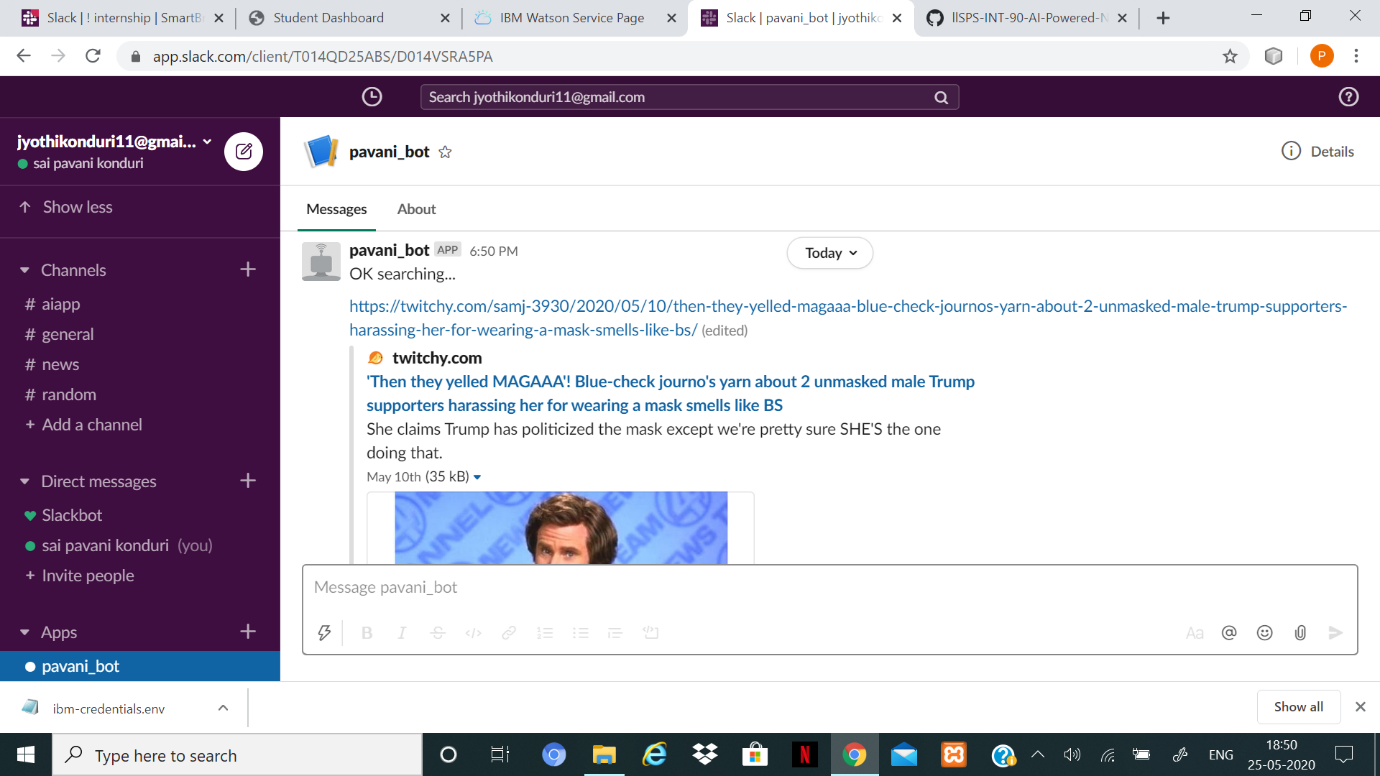 Slack | ! internship | SmartB
Student Dashboard
IBM Watson Service Page
Slack | pavani_bot | jyothiko
llSPS-INT-90-AI-Powered-N
app.slack.com/client/T014QD25ABS/D014VSRA5PA
P
Search jyothikonduri11@gmail.com
jyothikonduri11@gmai...
sai pavani konduri
pavani_bot
Details
Show less
Messages
About
Channels
# aiapp
# general
# news
# random
+ Add a channel
Direct messages
Slackbot
sai pavani konduri (you)
+ Invite people
Apps
pavani_bot
pavani_bot APP 6:50 PM
Today
OK searching...
https://twitchy.com/samj-3930/2020/05/10/then-they-yelled-magaaa-blue-check-journos-yarn-about-2-unmasked-male-trump-supporters-
harassing-her-for-wearing-a-mask-smells-like-bs/ (edited)
twitchy.com
'Then they yelled MAGAAA'! Blue-check journo's yarn about 2 unmasked male Trump
supporters harassing her for wearing a mask smells like BS
She claims Trump has politicized the mask except we're pretty sure SHE'S the one
doing that.
May 10th (35 kB)
Message pavani_bot
B I S
Aa @
ibm-credentials.env
Show all
Type here to search
ENG
18:50
25-05-2020